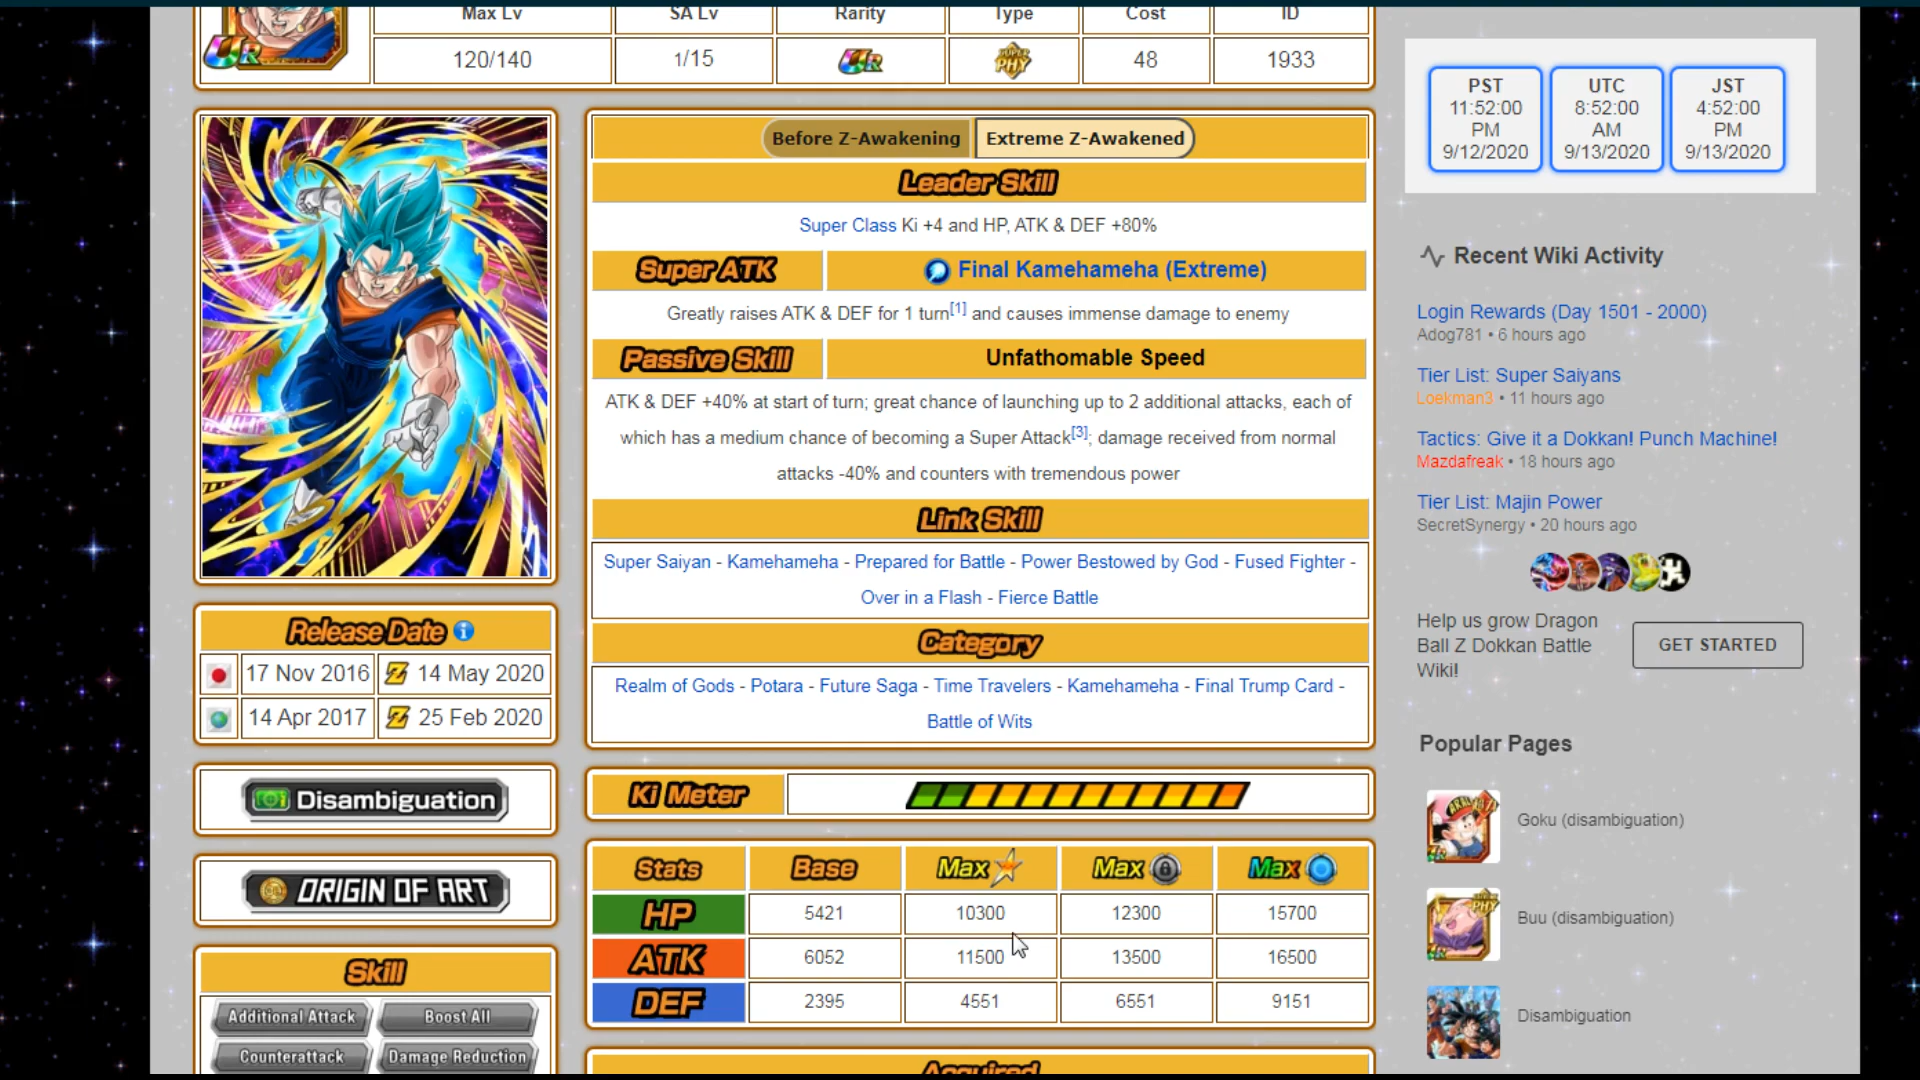 Max Lv SA Lv Rarity Type Cost ID
UR 120/140 1/15 UR SUPER PHY 48 1933
PST
11:52:00
PM
9/12/2020
UTC
8:52:00
AM
9/13/2020
JST
4:52:00
PM
9/13/2020
Before Z-Awakening Extreme Z-Awakened
Leader Skill
Super Class Ki +4 and HP, ATK & DEF +80%
Super ATK Final Kamehameha (Extreme)
Greatly raises ATK & DEF for 1 turn[1] and causes immense damage to enemy
Passive Skill Unfathomable Speed
ATK & DEF +40% at start of turn; great chance of launching up to 2 additional attacks, each of
which has a medium chance of becoming a Super Attack[3]; damage received from normal
attacks -40% and counters with tremendous power
Link Skill
Super Saiyan - Kamehameha - Prepared for Battle - Power Bestowed by God - Fused Fighter -
Over in a Flash - Fierce Battle
Category
Realm of Gods - Potara - Future Saga - Time Travelers - Kamehameha - Final Trump Card -
Battle of Wits
Ki Meter
Stats Base Max Max Max
HP 5421 10300 12300 15700
ATK 6052 11500 13500 16500
DEF 2395 4551 6551 9151
Acquired
Release Date i
17 Nov 2016 Z 14 May 2020
14 Apr 2017 Z 25 Feb 2020
Disambiguation
ORIGIN OF ART
Skill
Additional Attack Boost All
Counterattack Damage Reduction
Recent Wiki Activity
Login Rewards (Day 1501 - 2000)
Adog781 • 6 hours ago
Tier List: Super Saiyans
Loekman3 • 11 hours ago
Tactics: Give it a Dokkan! Punch Machine!
Mazdafreak • 18 hours ago
Tier List: Majin Power
SecretSynergy • 20 hours ago
Help us grow Dragon
Ball Z Dokkan Battle
Wiki!
GET STARTED
Popular Pages
Goku (disambiguation)
Buu (disambiguation)
Disambiguation